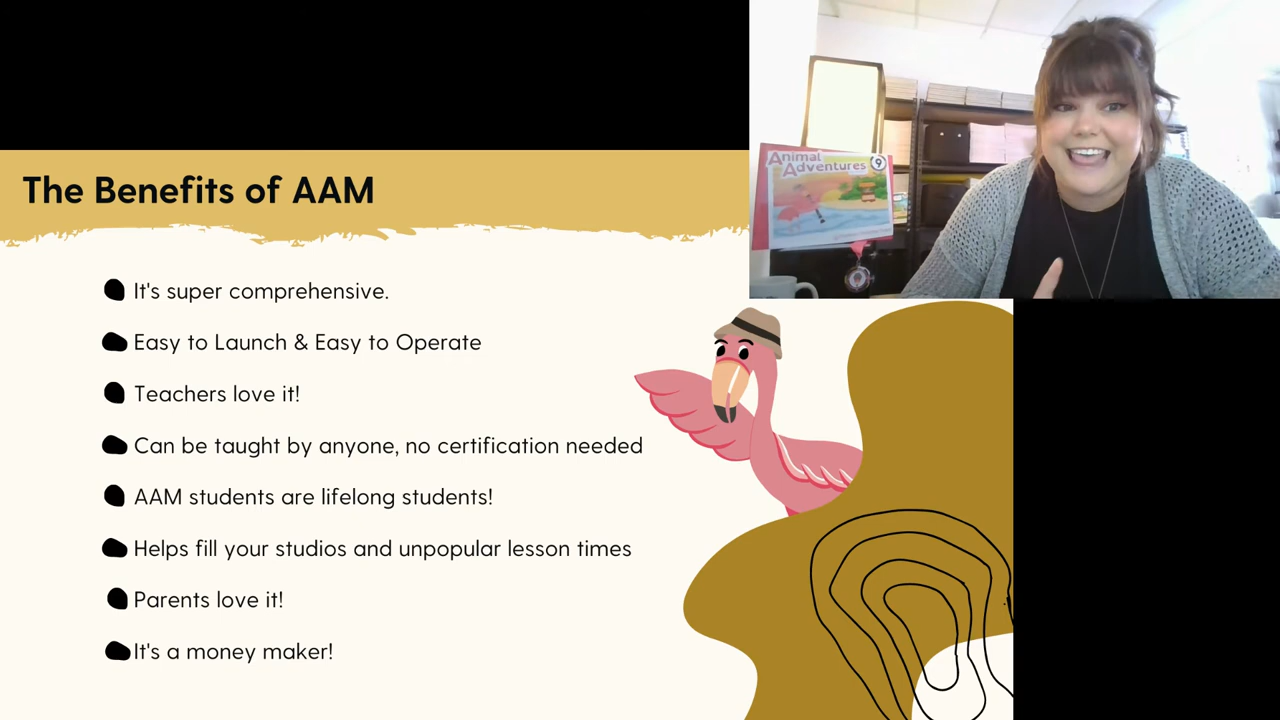 The Benefits of AAM
It's super comprehensive.
Easy to Launch & Easy to Operate
Teachers love it!
Can be taught by anyone, no certification needed
AAM students are lifelong students!
Helps fill your studios and unpopular lesson times
Parents love it!
It's a money maker!
Animal
Adventures
9